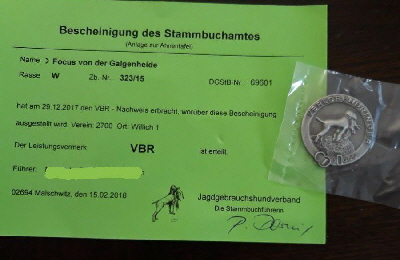 Bescheinigung des Stammbuchamtes
(Anlage zur Ahnentafel)
Name Focus von der Galgenheide
Rasse W Zb. Nr. 323/15 DGStB-Nr. 69601
hat am 29.12.2017 den VBR - Nachweis erbracht, worüber diese Bescheinigung
ausgestellt wird. Verein: 2700 Ort: Willich 1
Der Leistungsvermerk VBR ist erteilt.
Führer:
02694 Malschwitz, den 15.02.2018
Jagdgebrauchshundverband
Die Stammbuchführerin